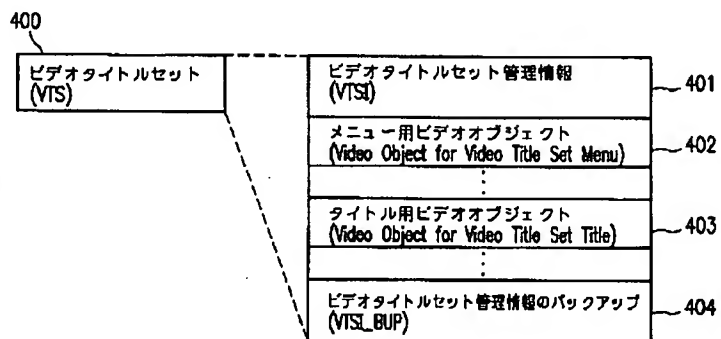 400
ビデオタイトルセット
(VTS)
ビデオタイトルセット管理情報
(VTSI)
401
メニュー用ビデオオブジェクト
(Video Object for Video Title Set Menu)
402
タイトル用ビデオオブジェクト
(Video Object for Video Title Set Title)
403
ビデオタイトルセット管理情報のバックアップ
(VTSI_BUP)
404